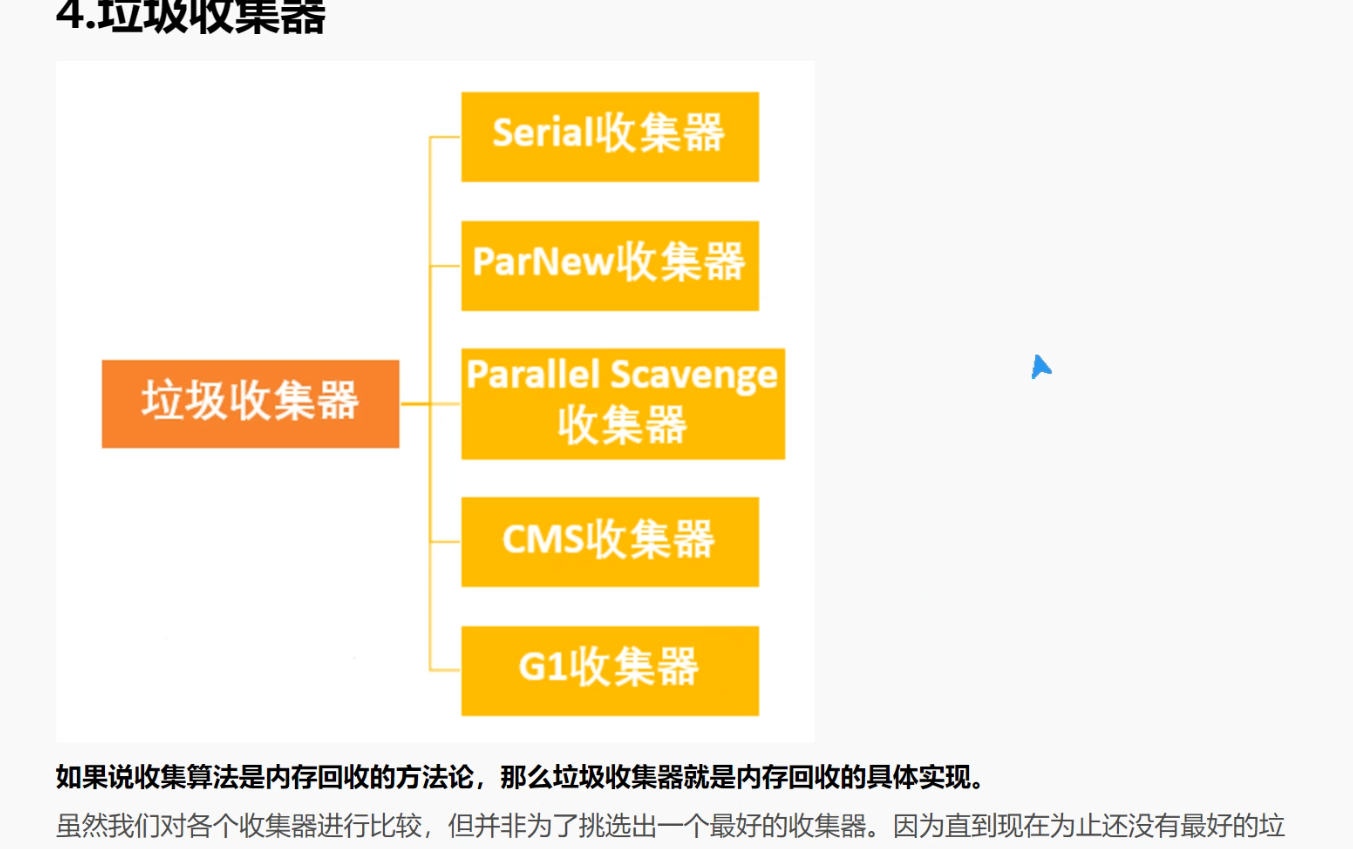 4.垃圾收集器
Serial收集器
ParNew收集器
Parallel Scavenge
收集器
垃圾收集器
CMS收集器
G1收集器
如果说收集算法是内存回收的方法论，那么垃圾收集器就是内存回收的具体实现。
虽然我们对各个收集器进行比较，但并非为了挑选出一个最好的收集器。因为直到现在为止还没有最好的垃